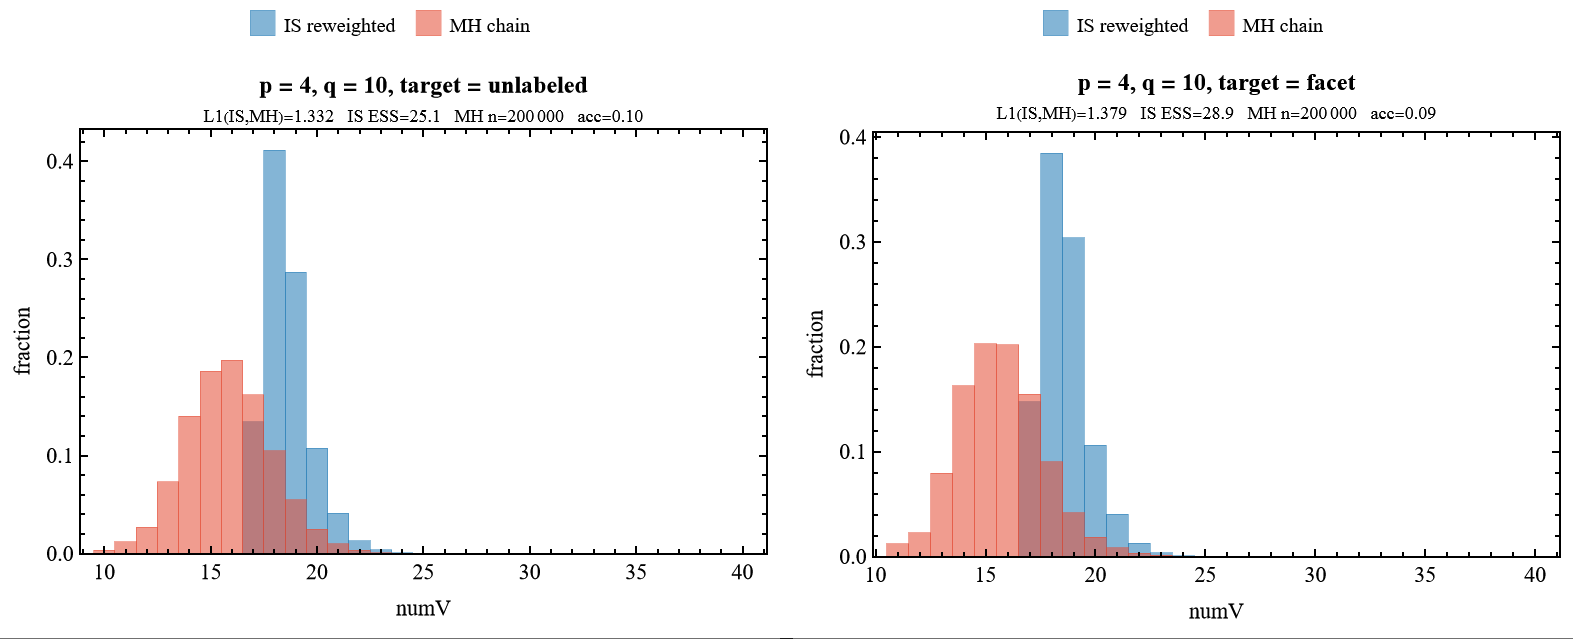 IS reweighted MH chain
p = 4, q = 10, target = unlabeled
L1(IS,MH)=1.332 IS ESS=25.1 MH n=200 000 acc=0.10
0.4
0.3
0.2
0.1
0.0
fraction
10 15 20 25 30 35 40
numV
IS reweighted MH chain
p = 4, q = 10, target = facet
L1(IS,MH)=1.379 IS ESS=28.9 MH n=200 000 acc=0.09
0.4
0.3
0.2
0.1
0.0
fraction
10 15 20 25 30 35 40
numV